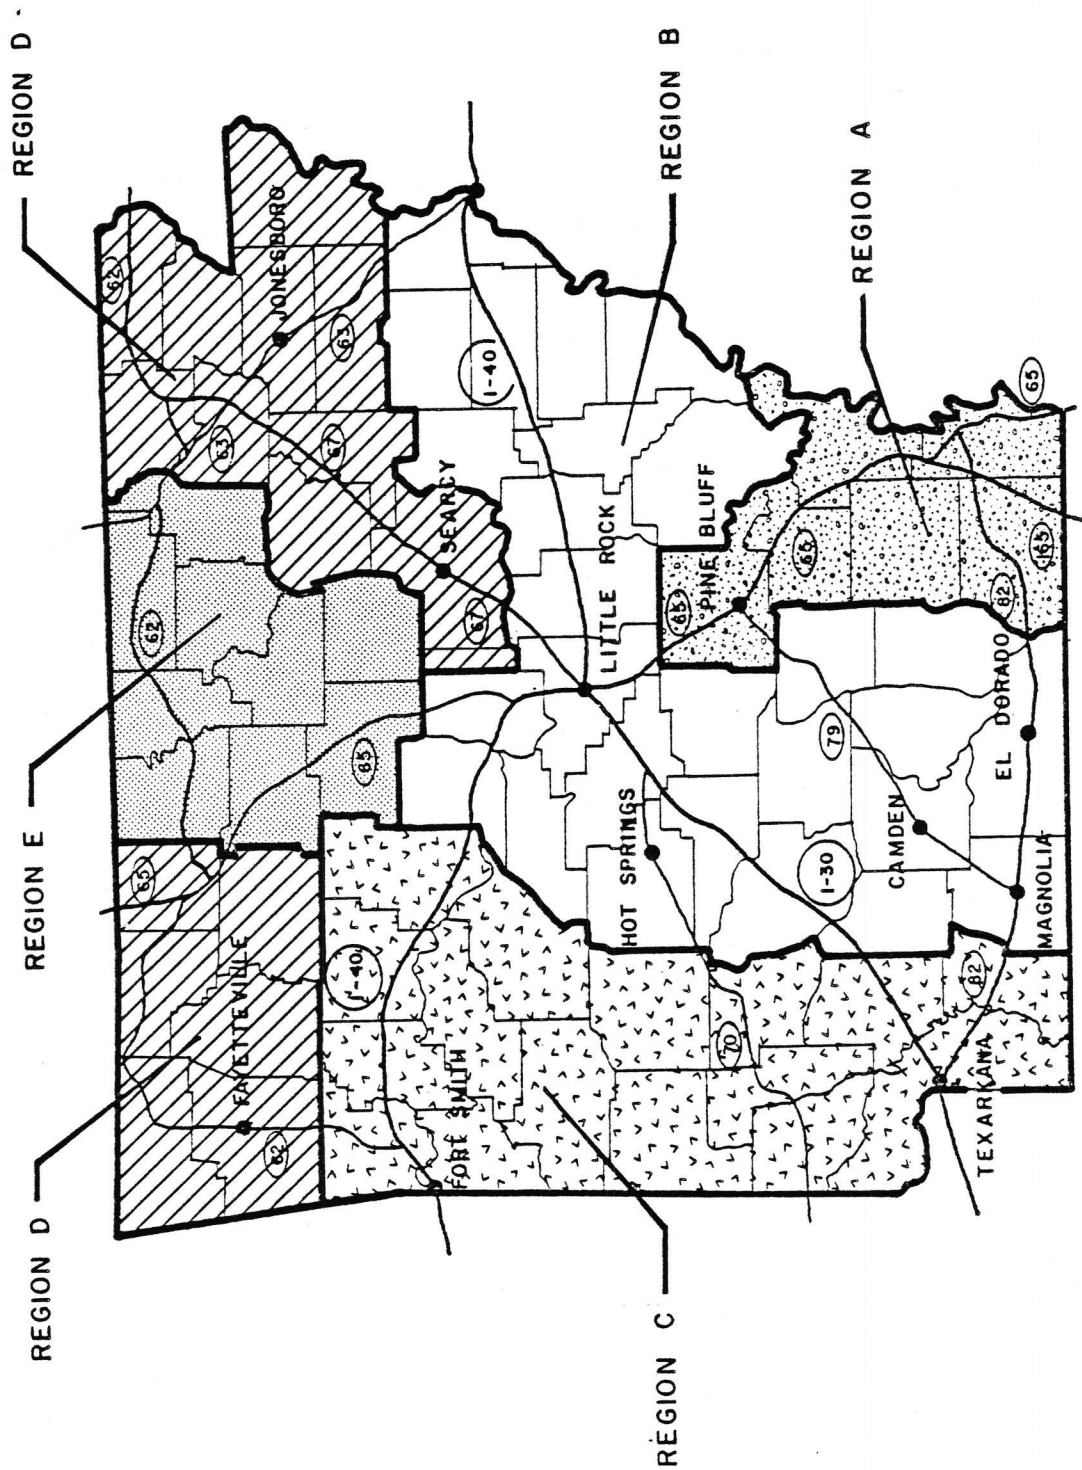 REGION D
REGION E
REGION D
62
65
62
62
FAYETTEVILLE
63
JONESBORO
62
I-40
63
67
65
FORT SMITH
SEARCY
67
I-40
LITTLE ROCK
HOT SPRINGS
REGION C
REGION B
65
PINE BLUFF
70
65
I-30
79
CAMDEN
REGION A
82
TEXARKANA
EL DORADO
82
MAGNOLIA
165
65